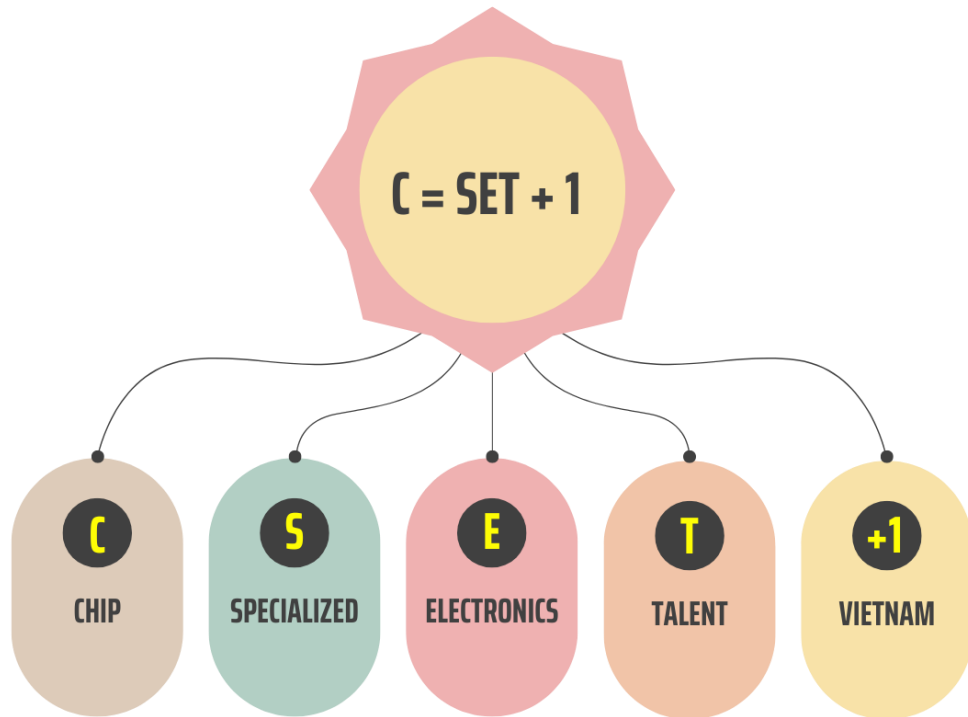 C = SET + 1
C
CHIP
S
SPECIALIZED
E
ELECTRONICS
T
TALENT
+1
VIETNAM